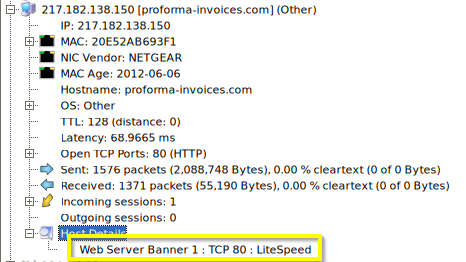 217.182.138.150 [proforma-invoices.com] (Other)
IP: 217.182.138.150
MAC: 20E52AB693F1
NIC Vendor: NETGEAR
MAC Age: 2012-06-06
Hostname: proforma-invoices.com
OS: Other
TTL: 128 (distance: 0)
Latency: 68.9665 ms
Open TCP Ports: 80 (HTTP)
Sent: 1576 packets (2,088,748 Bytes), 0.00 % cleartext (0 of 0 Bytes)
Received: 1371 packets (55,190 Bytes), 0.00 % cleartext (0 of 0 Bytes)
Incoming sessions: 1
Outgoing sessions: 0
Host Details
Web Server Banner 1 : TCP 80 : LiteSpeed